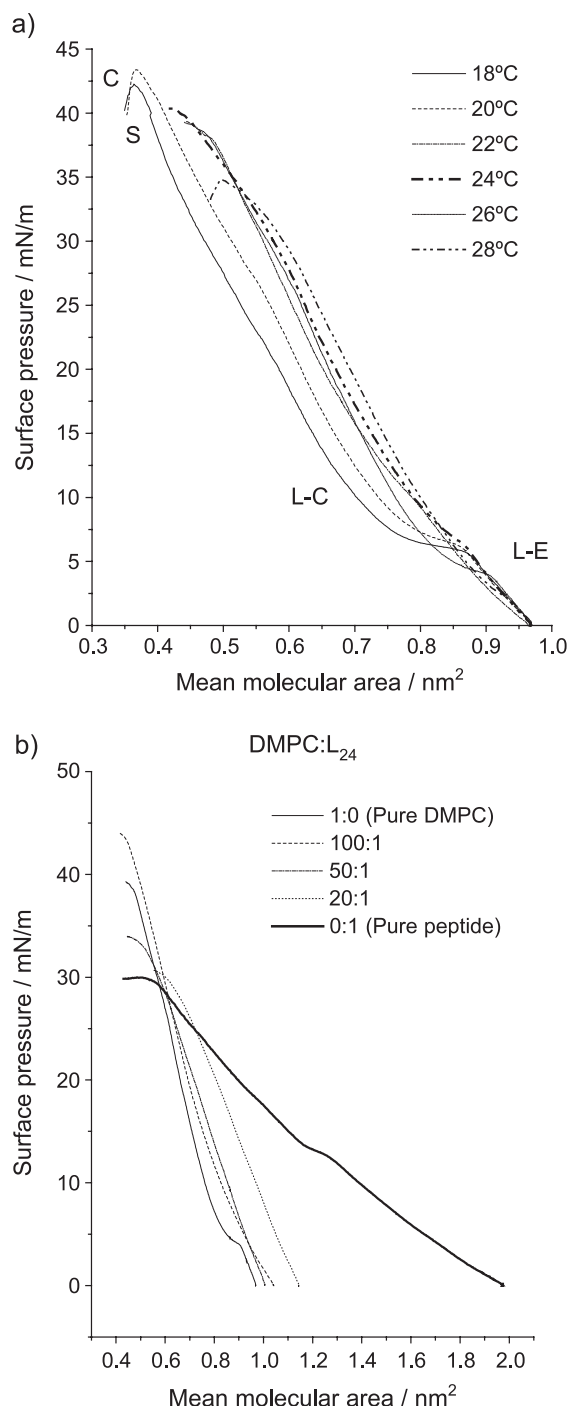 a)
45
40
35
30
25
20
15
10
5
0
Surface pressure / mN/m
C
S
L-C
L-E
18ºC
20ºC
22ºC
24ºC
26ºC
28ºC
0.3 0.4 0.5 0.6 0.7 0.8 0.9 1.0
Mean molecular area / nm²
b)
DMPC:L₂₄
50
40
30
20
10
0
Surface pressure / mN/m
1:0 (Pure DMPC)
100:1
50:1
20:1
0:1 (Pure peptide)
0.4 0.6 0.8 1.0 1.2 1.4 1.6 1.8 2.0
Mean molecular area / nm²